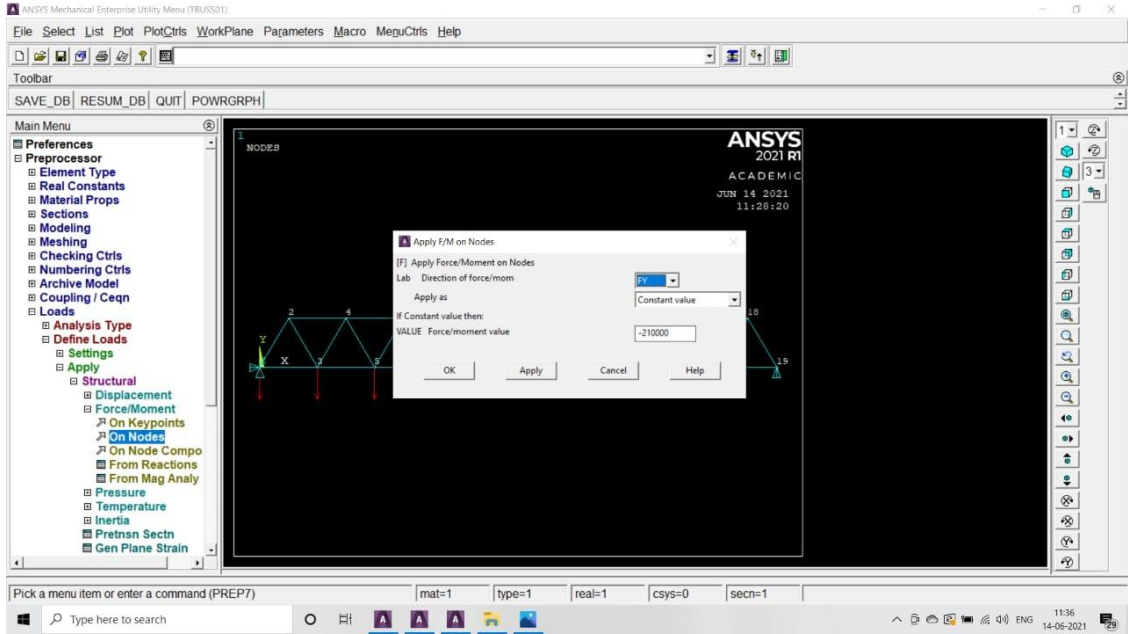 ANSYS Mechanical Enterprise Utility Menu (TRUSS01)
File Select List Plot PlotCtrls WorkPlane Parameters Macro MenuCtrls Help
Toolbar
SAVE_DB RESUM_DB QUIT POWRGRPH
Main Menu
Preferences
Preprocessor
Element Type
Real Constants
Material Props
Sections
Modeling
Meshing
Checking Ctrls
Numbering Ctrls
Archive Model
Coupling / Ceqn
Loads
Analysis Type
Define Loads
Settings
Apply
Structural
Displacement
Force/Moment
On Keypoints
On Nodes
On Node Compo
From Reactions
From Mag Analy
Pressure
Temperature
Inertia
Pretnsn Sectn
Gen Plane Strain
1
NODES
ANSYS
2021 R1
ACADEMIC
JUN 14 2021
11:28:20
2 4 18
Y
X 3 5 19
Apply F/M on Nodes
[F] Apply Force/Moment on Nodes
Lab Direction of force/mom FY
Apply as Constant value
If Constant value then:
VALUE Force/moment value -210000
OK Apply Cancel Help
1
3
Pick a menu item or enter a command (PREP7) mat=1 type=1 real=1 csys=0 secn=1
Type here to search
ENG
11:36
14-06-2021
29